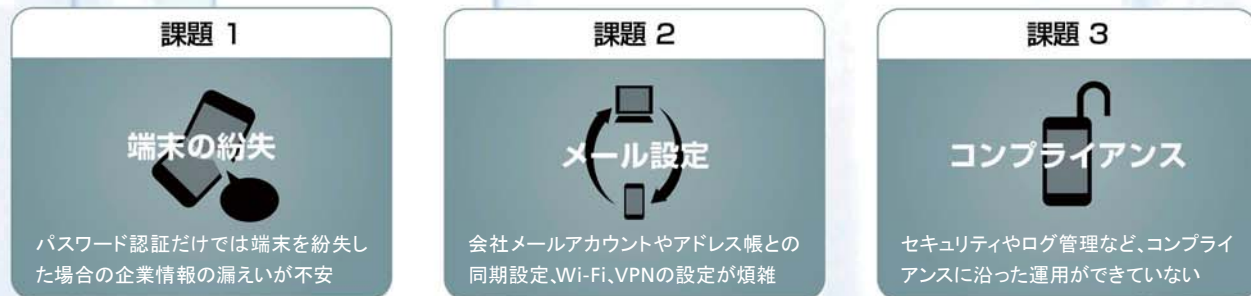 課題 1
端末の紛失
パスワード認証だけでは端末を紛失し
た場合の企業情報の漏えいが不安
課題 2
メール設定
会社メールアカウントやアドレス帳との
同期設定、Wi-Fi、VPNの設定が煩雑
課題 3
コンプライアンス
セキュリティやログ管理など、コンプライ
アンスに沿った運用ができていない